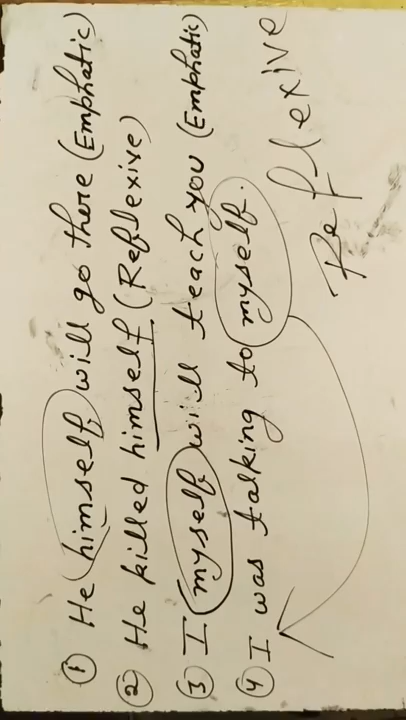 ① He himself will go there (Emphatic)
② He killed himself (Reflexive)
③ I myself will teach you (Emphatic)
④ I was talking to myself.
Reflexive